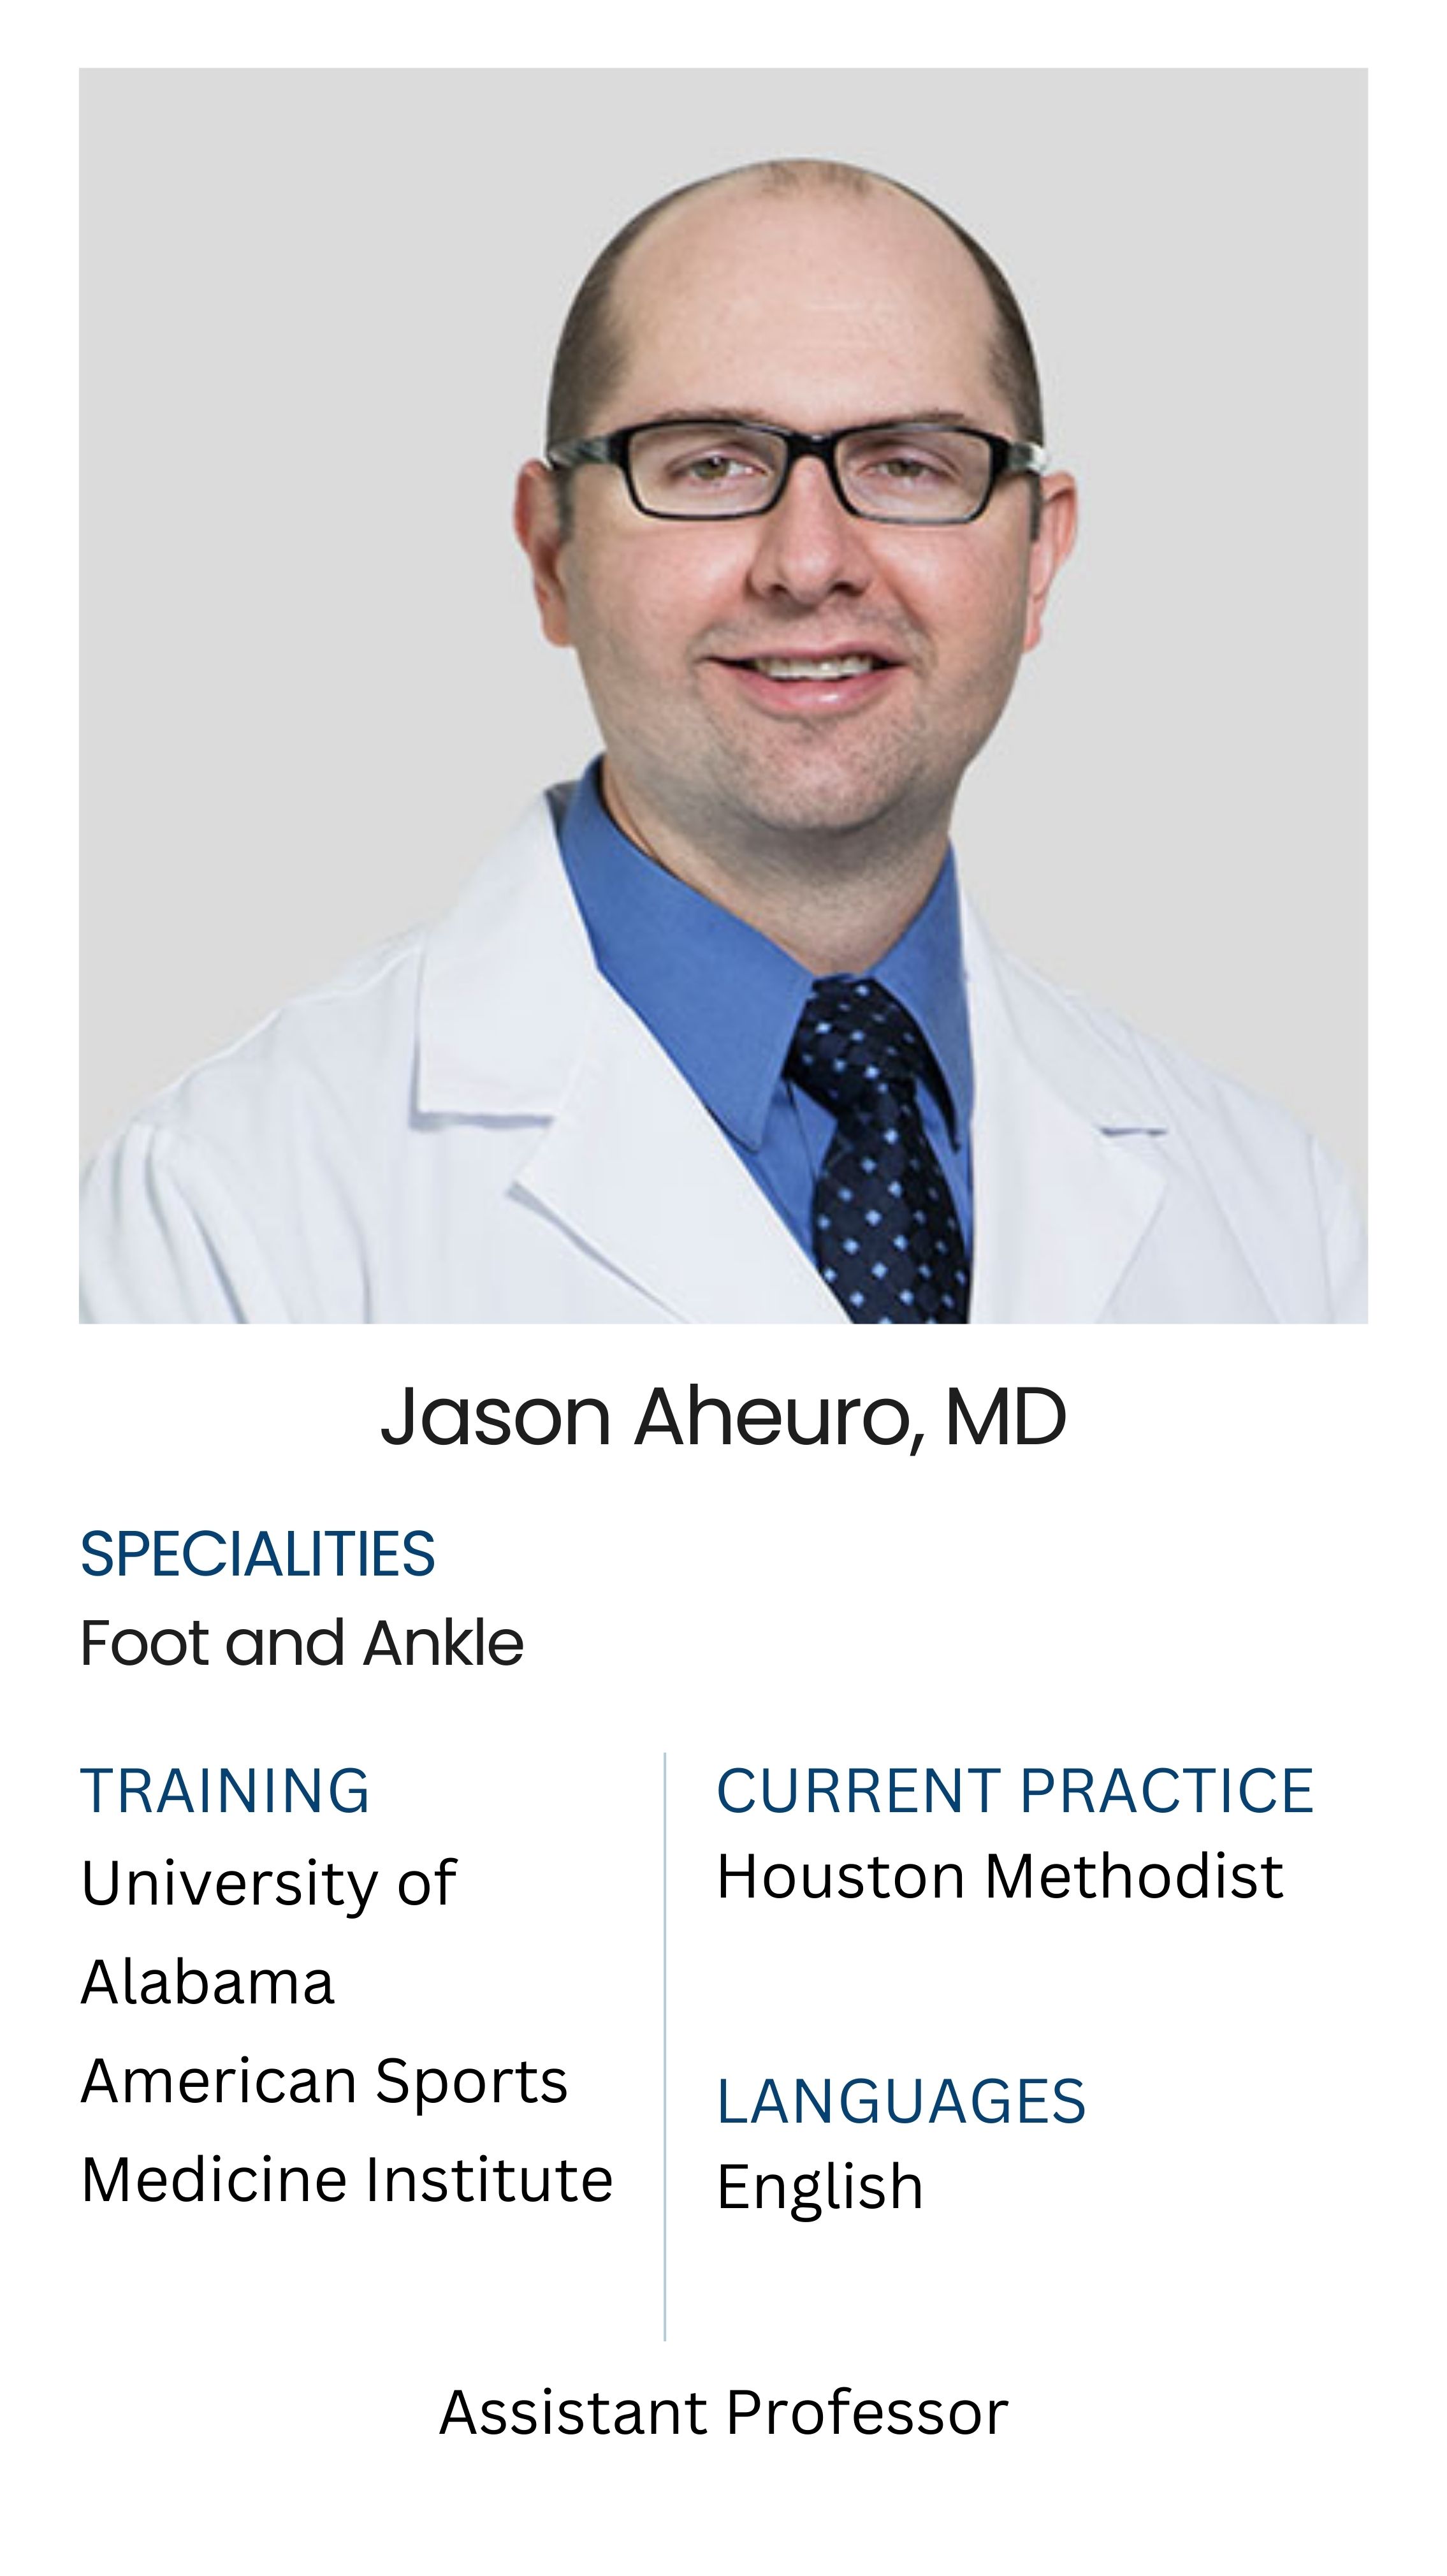 Jason Aheuro, MD
SPECIALITIES
Foot and Ankle
TRAINING
University of
Alabama
American Sports
Medicine Institute
CURRENT PRACTICE
Houston Methodist
LANGUAGES
English
Assistant Professor